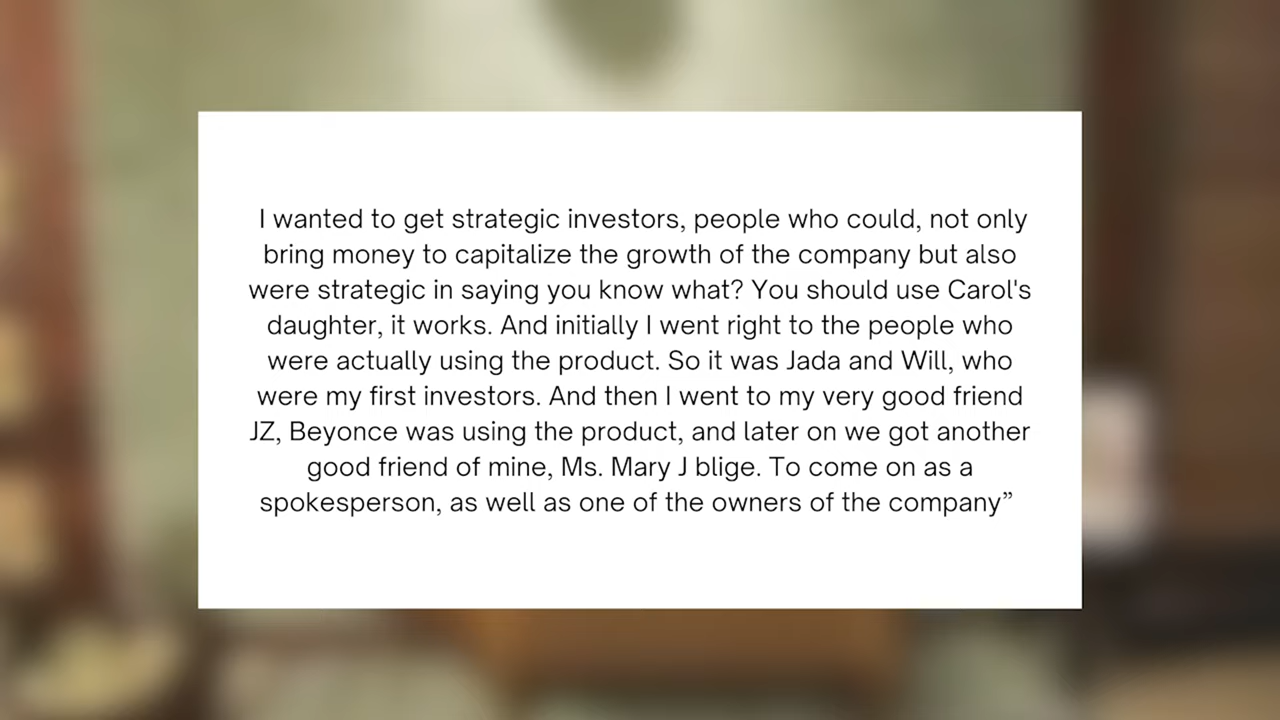 I wanted to get strategic investors, people who could, not only
bring money to capitalize the growth of the company but also
were strategic in saying you know what? You should use Carol's
daughter, it works. And initially I went right to the people who
were actually using the product. So it was Jada and Will, who
were my first investors. And then I went to my very good friend
JZ, Beyonce was using the product, and later on we got another
good friend of mine, Ms. Mary J blige. To come on as a
spokesperson, as well as one of the owners of the company”